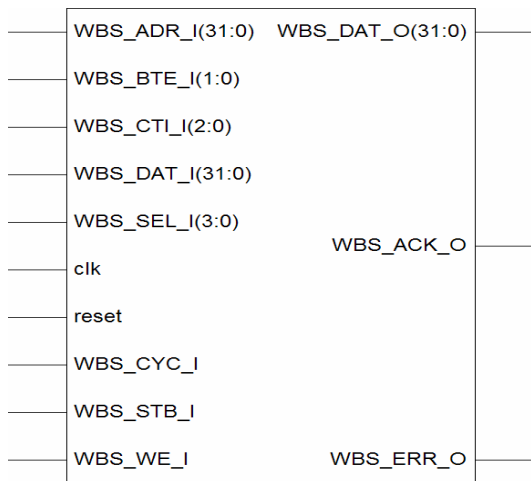 WBS_ADR_I(31:0) WBS_DAT_O(31:0)
WBS_BTE_I(1:0)
WBS_CTI_I(2:0)
WBS_DAT_I(31:0)
WBS_SEL_I(3:0)
WBS_ACK_O
clk
reset
WBS_CYC_I
WBS_STB_I
WBS_WE_I WBS_ERR_O